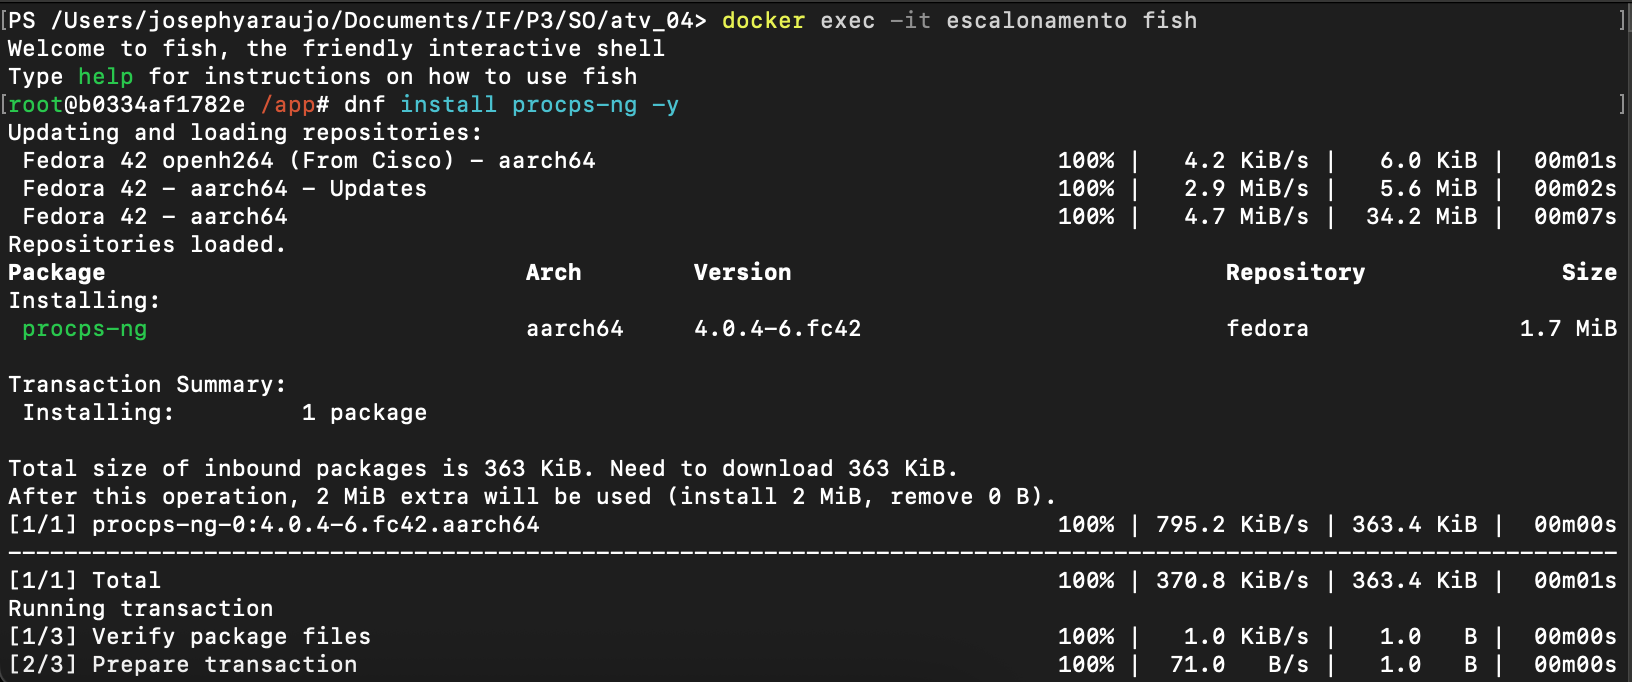 [PS /Users/josephyaraujo/Documents/IF/P3/SO/atv_04> docker exec -it escalonamento fish ]
Welcome to fish, the friendly interactive shell
Type help for instructions on how to use fish
[root@b0334af1782e /app# dnf install procps-ng -y ]
Updating and loading repositories:
Fedora 42 openh264 (From Cisco) - aarch64 100% | 4.2 KiB/s | 6.0 KiB | 00m01s
Fedora 42 - aarch64 - Updates 100% | 2.9 MiB/s | 5.6 MiB | 00m02s
Fedora 42 - aarch64 100% | 4.7 MiB/s | 34.2 MiB | 00m07s
Repositories loaded.
Package Arch Version Repository Size
Installing:
procps-ng aarch64 4.0.4-6.fc42 fedora 1.7 MiB
Transaction Summary:
Installing: 1 package
Total size of inbound packages is 363 KiB. Need to download 363 KiB.
After this operation, 2 MiB extra will be used (install 2 MiB, remove 0 B).
[1/1] procps-ng-0:4.0.4-6.fc42.aarch64 100% | 795.2 KiB/s | 363.4 KiB | 00m00s
-------------------------------------------------------------------------------------------------------------------
[1/1] Total 100% | 370.8 KiB/s | 363.4 KiB | 00m01s
Running transaction
[1/3] Verify package files 100% | 1.0 KiB/s | 1.0 B | 00m00s
[2/3] Prepare transaction 100% | 71.0 B/s | 1.0 B | 00m00s